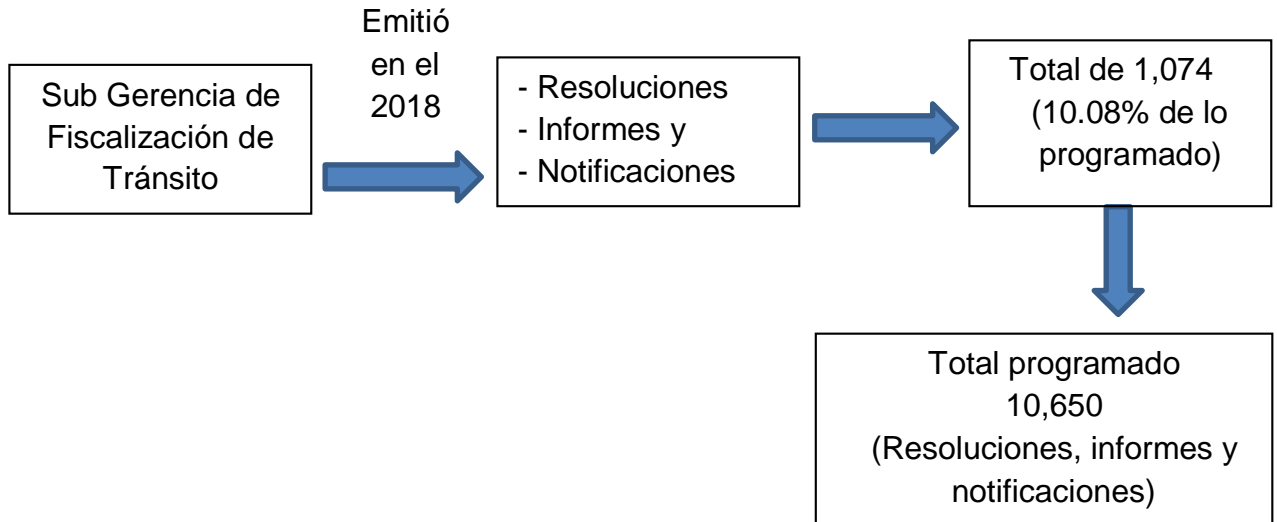 Sub Gerencia de
Fiscalización de
Tránsito
Emitió
en el
2018
- Resoluciones
- Informes y
- Notificaciones
Total de 1,074
(10.08% de lo
programado)
Total programado
10,650
(Resoluciones, informes y
notificaciones)